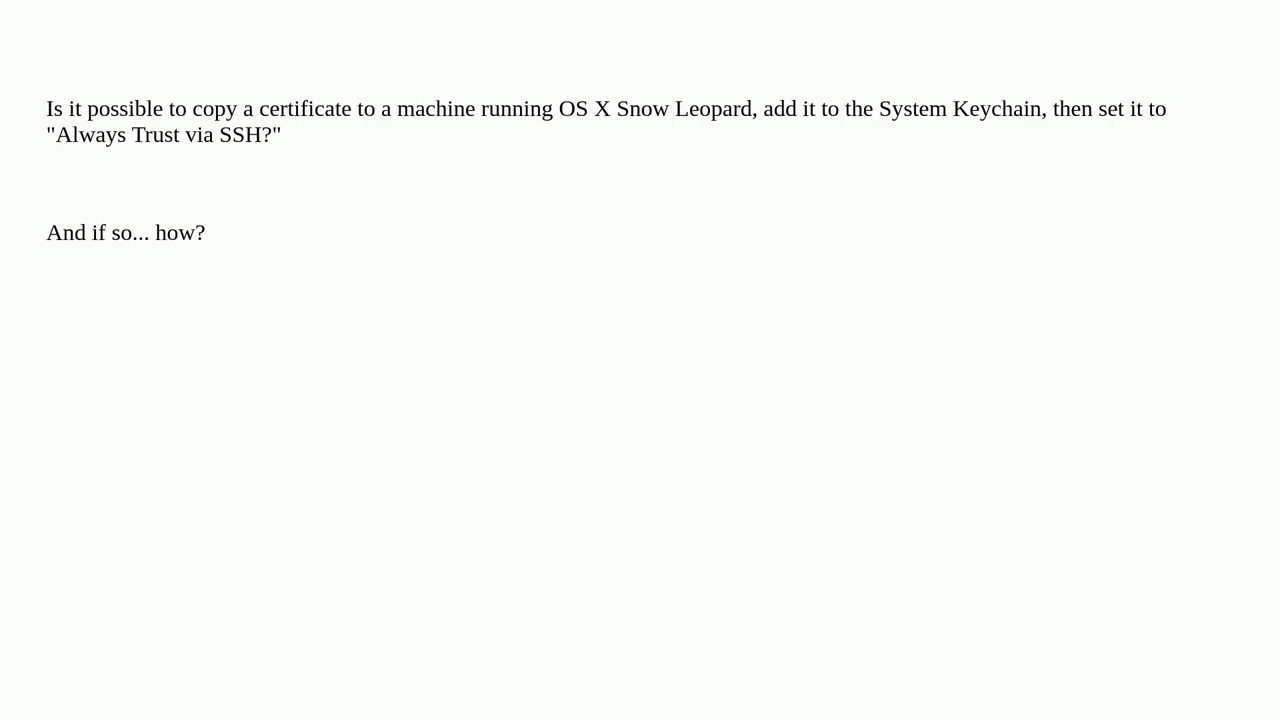 Is it possible to copy a certificate to a machine running OS X Snow Leopard, add it to the System Keychain, then set it to
"Always Trust via SSH?"
And if so... how?